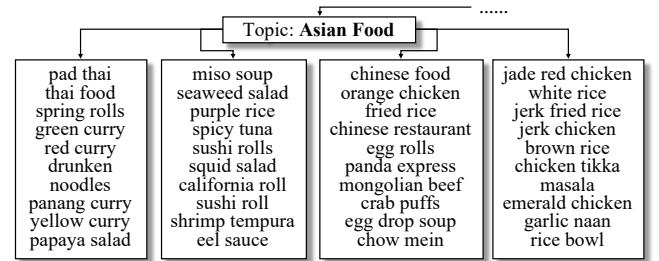 ......
Topic: Asian Food
pad thai
thai food
spring rolls
green curry
red curry
drunken
noodles
panang curry
yellow curry
papaya salad
miso soup
seaweed salad
purple rice
spicy tuna
sushi rolls
squid salad
california roll
sushi roll
shrimp tempura
eel sauce
chinese food
orange chicken
fried rice
chinese restaurant
egg rolls
panda express
mongolian beef
crab puffs
egg drop soup
chow mein
jade red chicken
white rice
jerk fried rice
jerk chicken
brown rice
chicken tikka
masala
emerald chicken
garlic naan
rice bowl